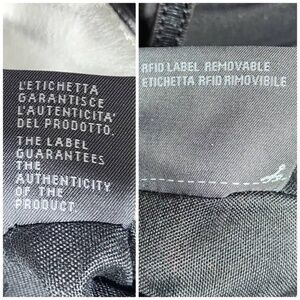 L'ETICHETTA
GARANTISCE
L'AUTENTICITA'
DEL PRODOTTO.
THE LABEL
GUARANTEES
THE
AUTHENTICITY
OF THE
PRODUCT.
RFID LABEL REMOVABLE
ETICHETTA RFID RIMOVIBILE